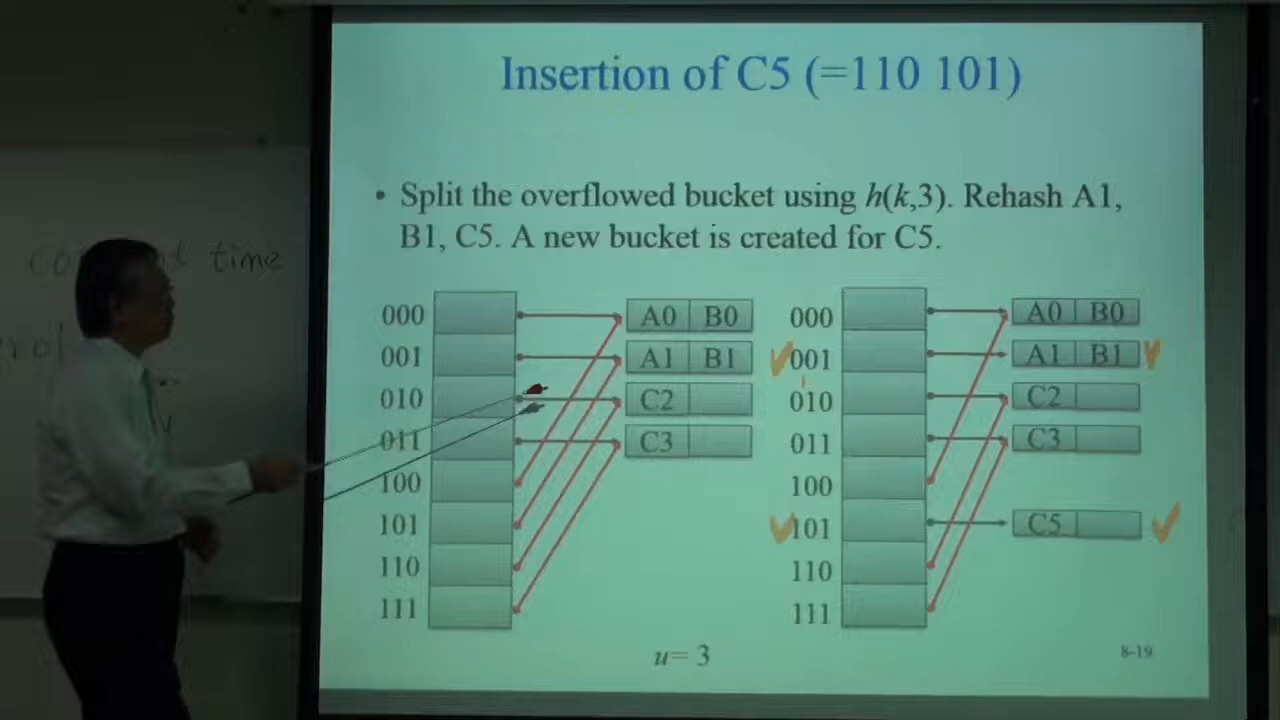 Insertion of C5 (=110 101)
• Split the overflowed bucket using h(k,3). Rehash A1,
B1, C5. A new bucket is created for C5.
000 A0 B0
001 A1 B1
010 C2
011 C3
100
101
110
111
000 A0 B0
001 A1 B1
010 C2
011 C3
100
101 C5
110
111
u= 3
8-19
time